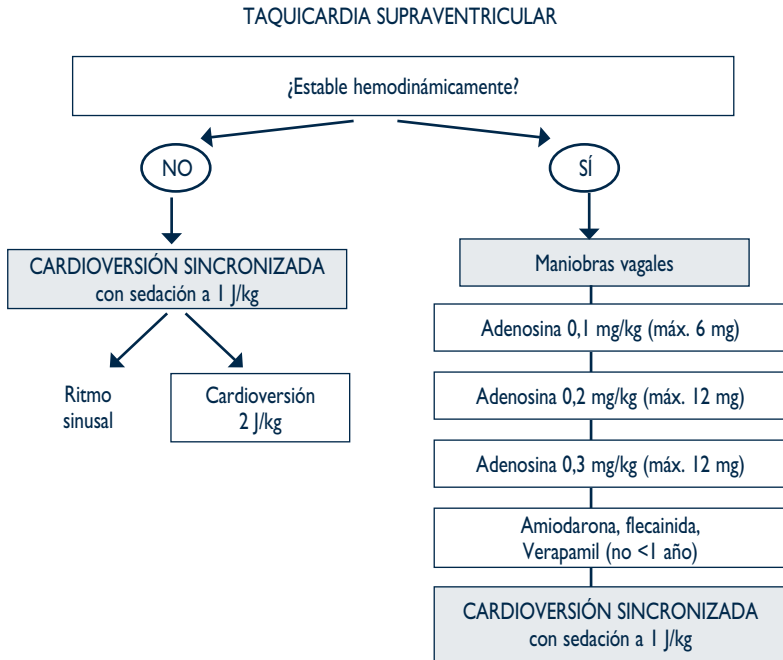 TAQUICARDIA SUPRAVENTRICULAR
¿Estable hemodinámicamente?
NO
SÍ
CARDIOVERSIÓN SINCRONIZADA
con sedación a 1 J/kg
Ritmo
sinusal
Cardioversión
2 J/kg
Maniobras vagales
Adenosina 0,1 mg/kg (máx. 6 mg)
Adenosina 0,2 mg/kg (máx. 12 mg)
Adenosina 0,3 mg/kg (máx. 12 mg)
Amiodarona, flecainida,
Verapamil (no <1 año)
CARDIOVERSIÓN SINCRONIZADA
con sedación a 1 J/kg